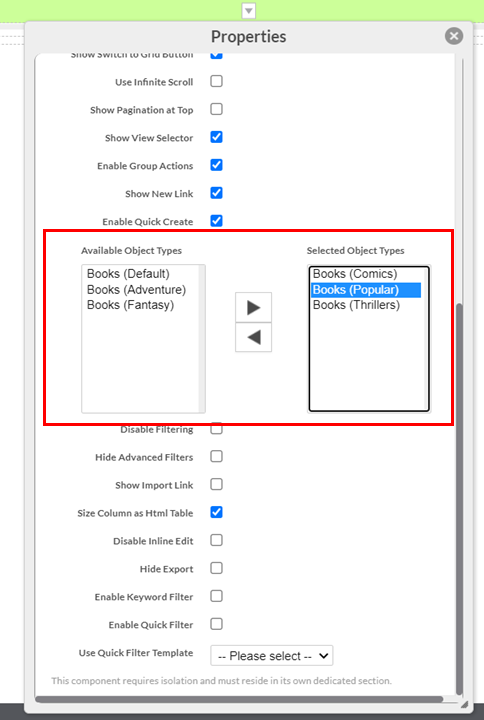 Properties
Show Switch to Grid Button
Use Infinite Scroll
Show Pagination at Top
Show View Selector
Enable Group Actions
Show New Link
Enable Quick Create
Available Object Types
Selected Object Types
Books (Default)
Books (Adventure)
Books (Fantasy)
Books (Comics)
Books (Popular)
Books (Thrillers)
Disable Filtering
Hide Advanced Filters
Show Import Link
Size Column as Html Table
Disable Inline Edit
Hide Export
Enable Keyword Filter
Enable Quick Filter
Use Quick Filter Template
-- Please select --
This component requires isolation and must reside in its own dedicated section.